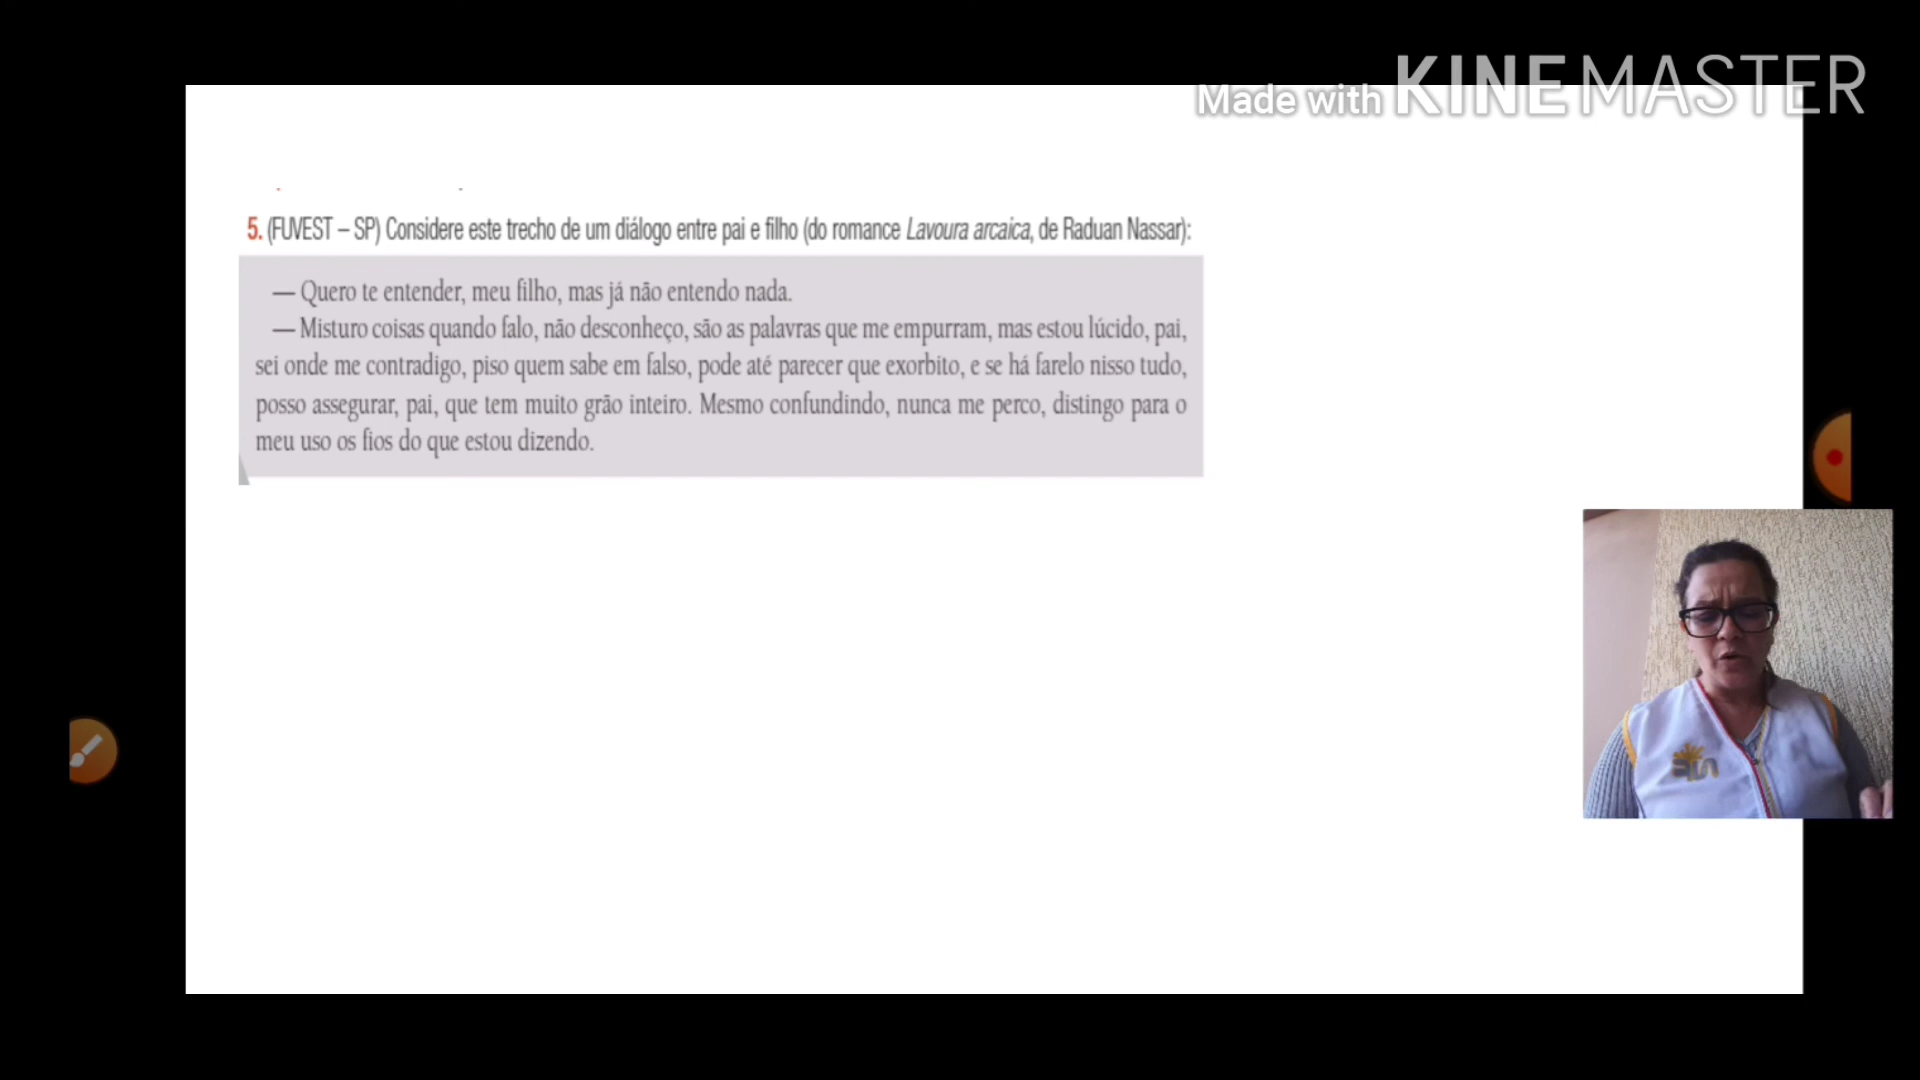 Made with KINEMASTER
5. (FUVEST – SP) Considere este trecho de um diálogo entre pai e filho (do romance Lavoura arcaica, de Raduan Nassar):
— Quero te entender, meu filho, mas já não entendo nada.
— Misturo coisas quando falo, não desconheço, são as palavras que me empurram, mas estou lúcido, pai,
sei onde me contradigo, piso quem sabe em falso, pode até parecer que exorbito, e se há farelo nisso tudo,
posso assegurar, pai, que tem muito grão inteiro. Mesmo confundindo, nunca me perco, distingo para o
meu uso os fios do que estou dizendo.